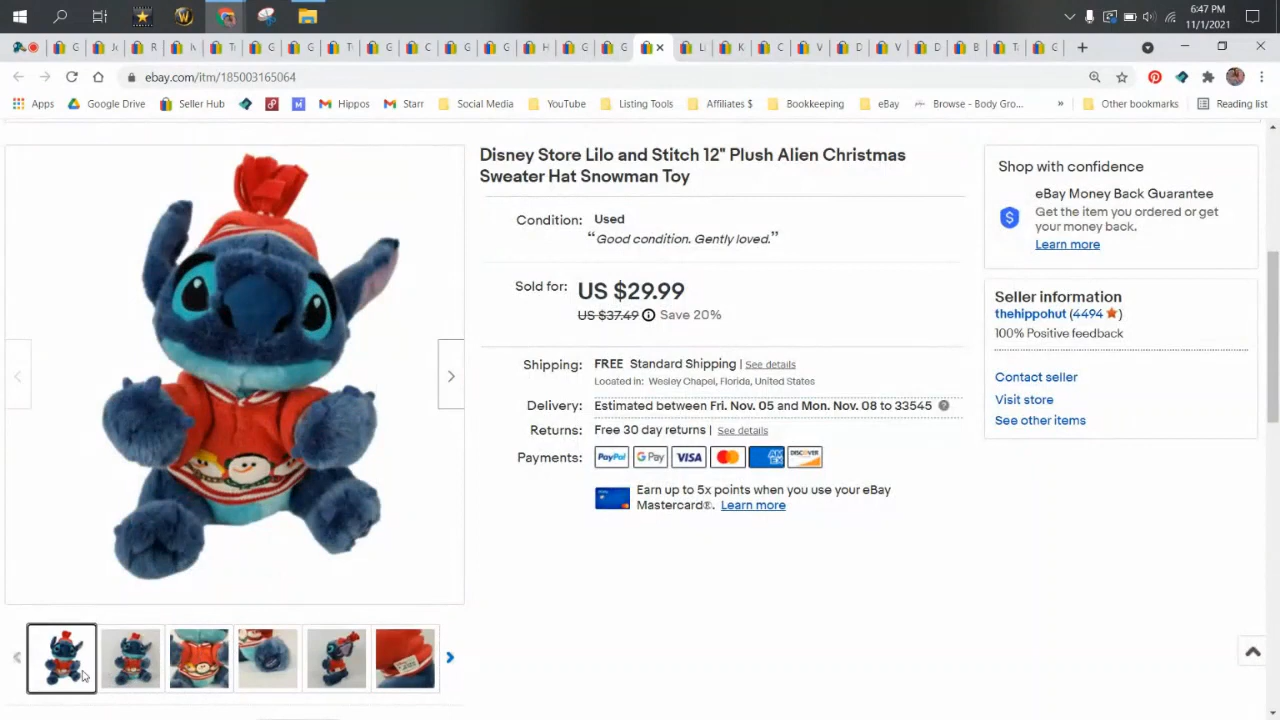 6:47 PM
11/1/2021
ebay.com/itm/185003165064
Apps Google Drive Seller Hub Hippos Starr Social Media YouTube Listing Tools Affiliates $ Bookkeeping eBay Browse - Body Gro... » Other bookmarks Reading list
Disney Store Lilo and Stitch 12" Plush Alien Christmas
Sweater Hat Snowman Toy
Condition: Used
“Good condition. Gently loved.”
Sold for: US $29.99
US $37.49 Save 20%
Shipping: FREE Standard Shipping | See details
Located in: Wesley Chapel, Florida, United States
Delivery: Estimated between Fri. Nov. 05 and Mon. Nov. 08 to 33545
Returns: Free 30 day returns | See details
Payments: PayPal G Pay VISA AMEX DISCOVER
Earn up to 5x points when you use your eBay
Mastercard®. Learn more
Shop with confidence
eBay Money Back Guarantee
Get the item you ordered or get
your money back.
Learn more
Seller information
thehippohut (4494 ★)
100% Positive feedback
Contact seller
Visit store
See other items